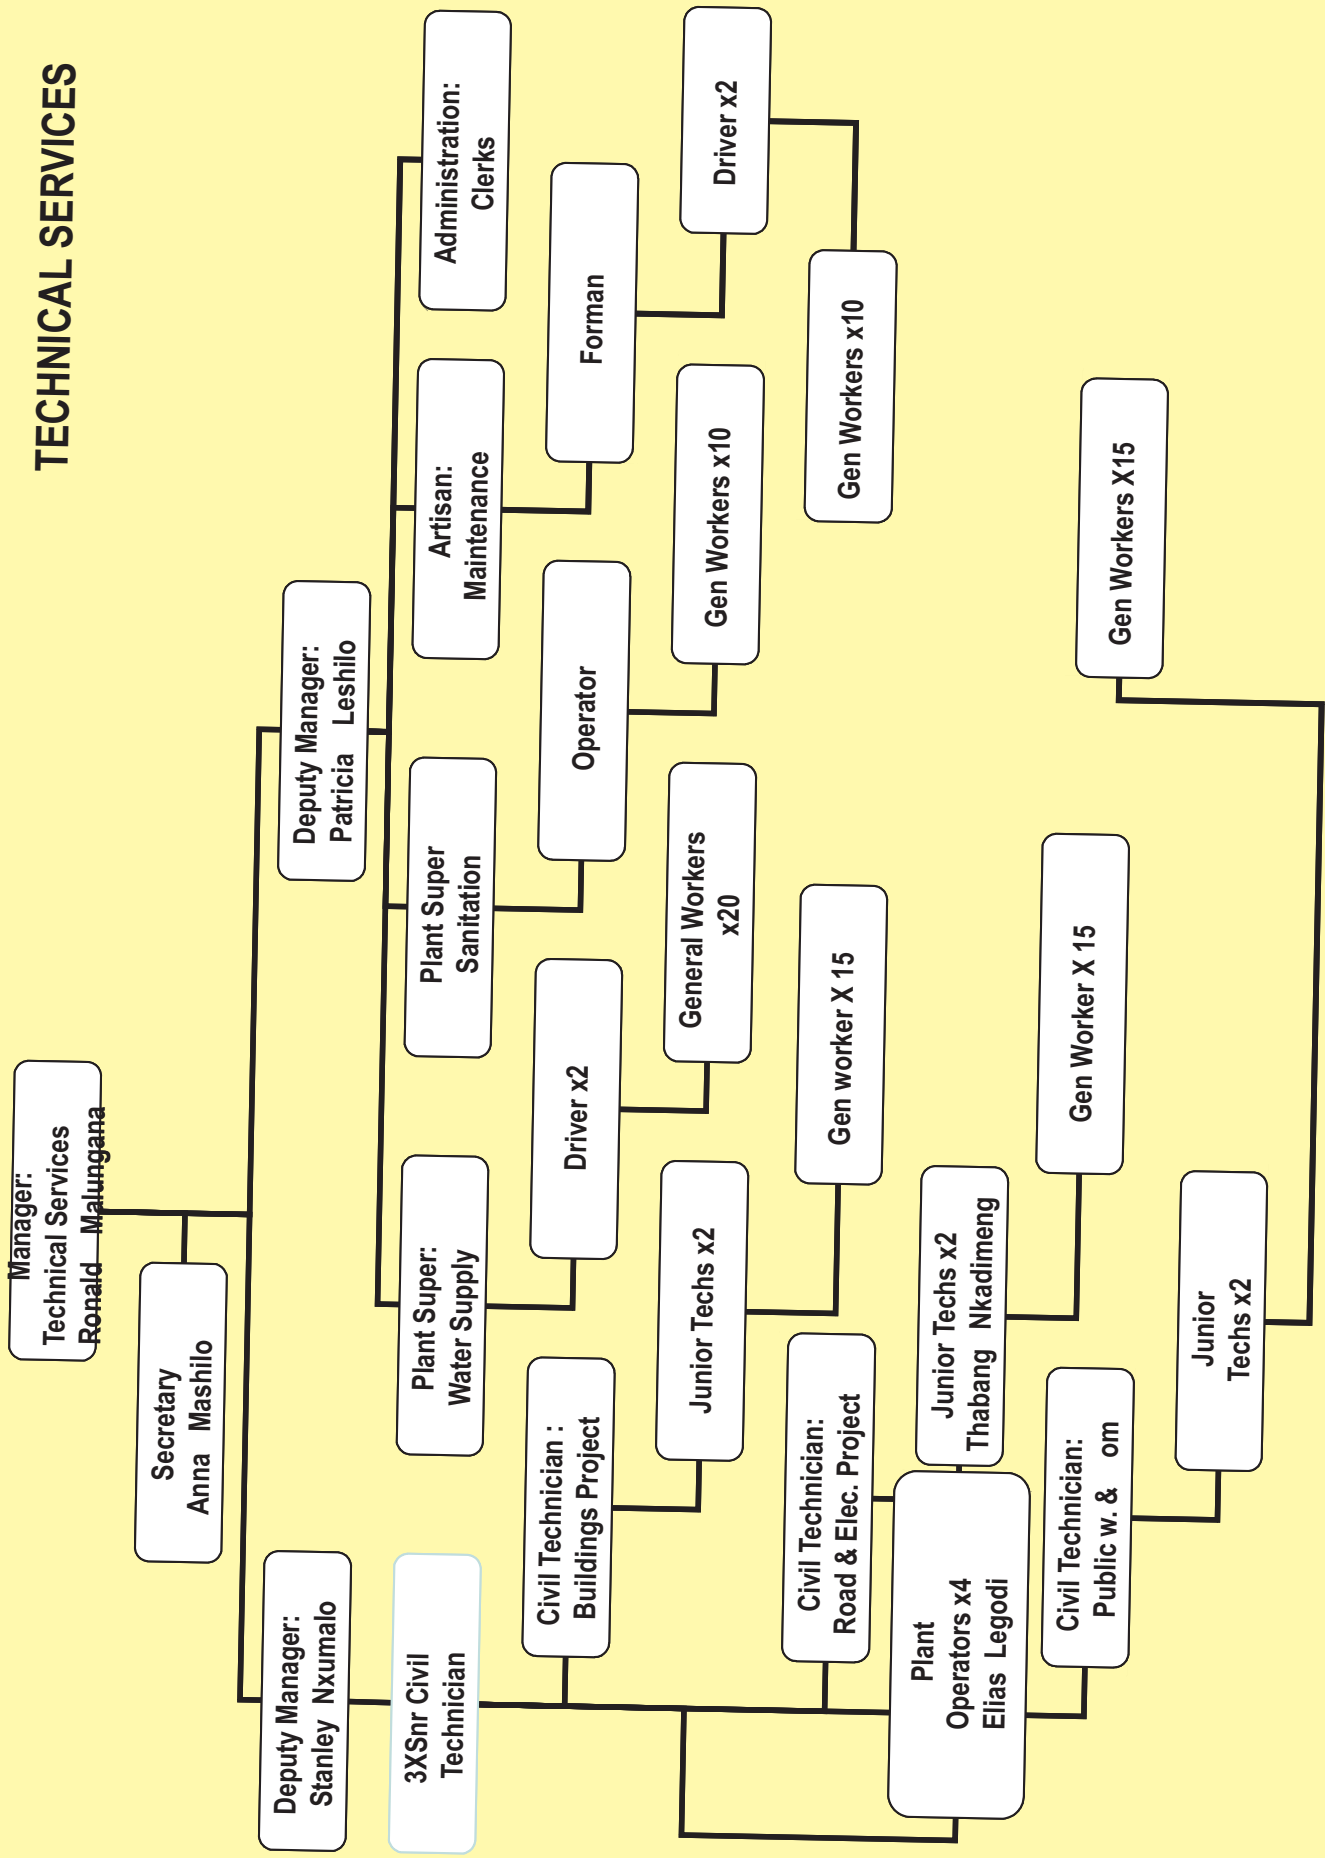 TECHNICAL SERVICES
Manager:
Technical Services
Ronald Malungana
Secretary
Anna Mashilo
Deputy Manager:
Stanley Nxumalo
Deputy Manager:
Patricia Leshilo
3XSnr Civil
Technician
Plant Super:
Water Supply
Plant Super
Sanitation
Artisan:
Maintenance
Administration:
Clerks
Civil Technician :
Buildings Project
Driver x2
Operator
Forman
Junior Techs x2
General Workers
x20
Gen Workers x10
Driver x2
Civil Technician:
Road & Elec. Project
Gen worker X 15
Gen Workers x10
Plant
Operators x4
Elias Legodi
Junior Techs x2
Thabang Nkadimeng
Civil Technician:
Public w. & om
Gen Worker X 15
Gen Workers X15
Junior
Techs x2